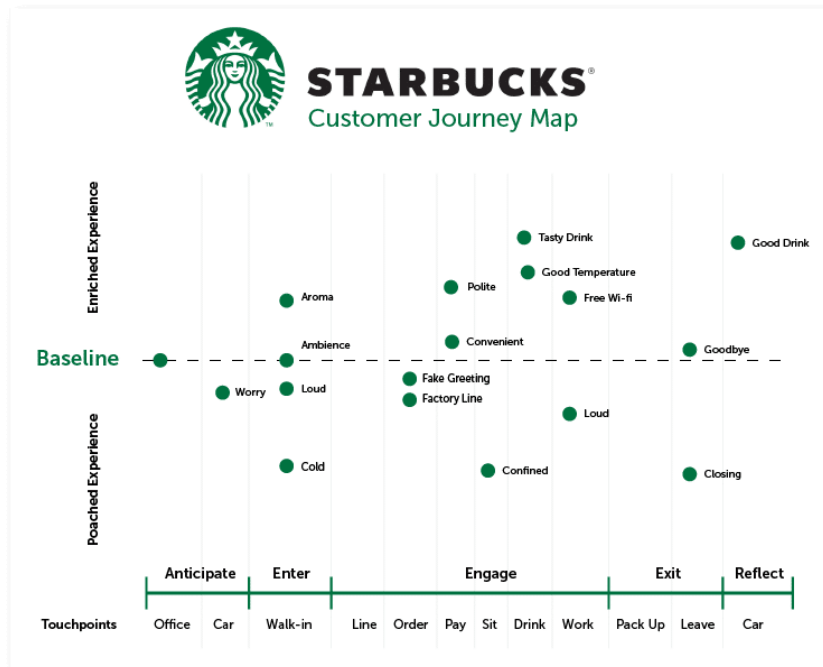 STARBUCKS®
Customer Journey Map
TM
Enriched Experience
Tasty Drink
Good Drink
Good Temperature
Polite
Aroma
Free Wi-fi
Convenient
Ambience
Goodbye
Baseline
Fake Greeting
Worry
Loud
Factory Line
Loud
Poached Experience
Cold
Confined
Closing
Anticipate Enter Engage Exit Reflect
Touchpoints Office Car Walk-in Line Order Pay Sit Drink Work Pack Up Leave Car